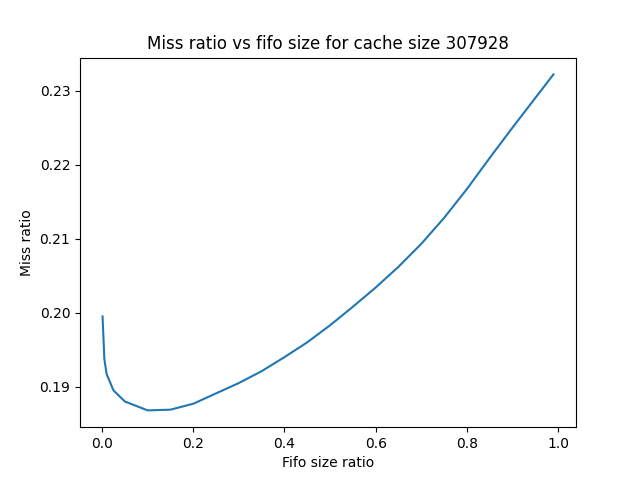 Miss ratio vs fifo size for cache size 307928
0.23
0.22
0.21
0.20
0.19
Miss ratio
0.0 0.2 0.4 0.6 0.8 1.0
Fifo size ratio